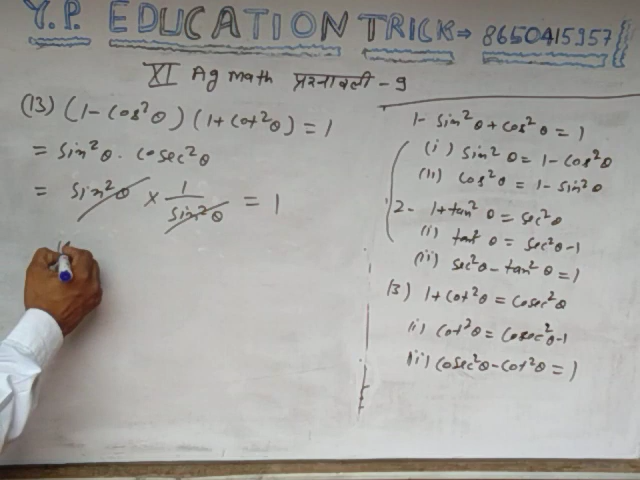 Y.P. EDUCATION TRICK → 8650415957
XI Ag math प्रश्नावली - 9
(13) (1 - Cos²θ) (1 + Cot²θ) = 1
= Sin²θ . Cosec²θ
= Sin²θ × 1/Sin²θ = 1
1- Sin²θ + Cos²θ = 1
(i) Sin²θ = 1 - Cos²θ
(ii) Cos²θ = 1 - Sin²θ
2- 1 + tan²θ = Sec²θ
(i) tan²θ = Sec²θ - 1
(ii) Sec²θ - tan²θ = 1
(3) 1 + Cot²θ = Cosec²θ
(i) Cot²θ = Cosec²θ - 1
(ii) Cosec²θ - Cot²θ = 1